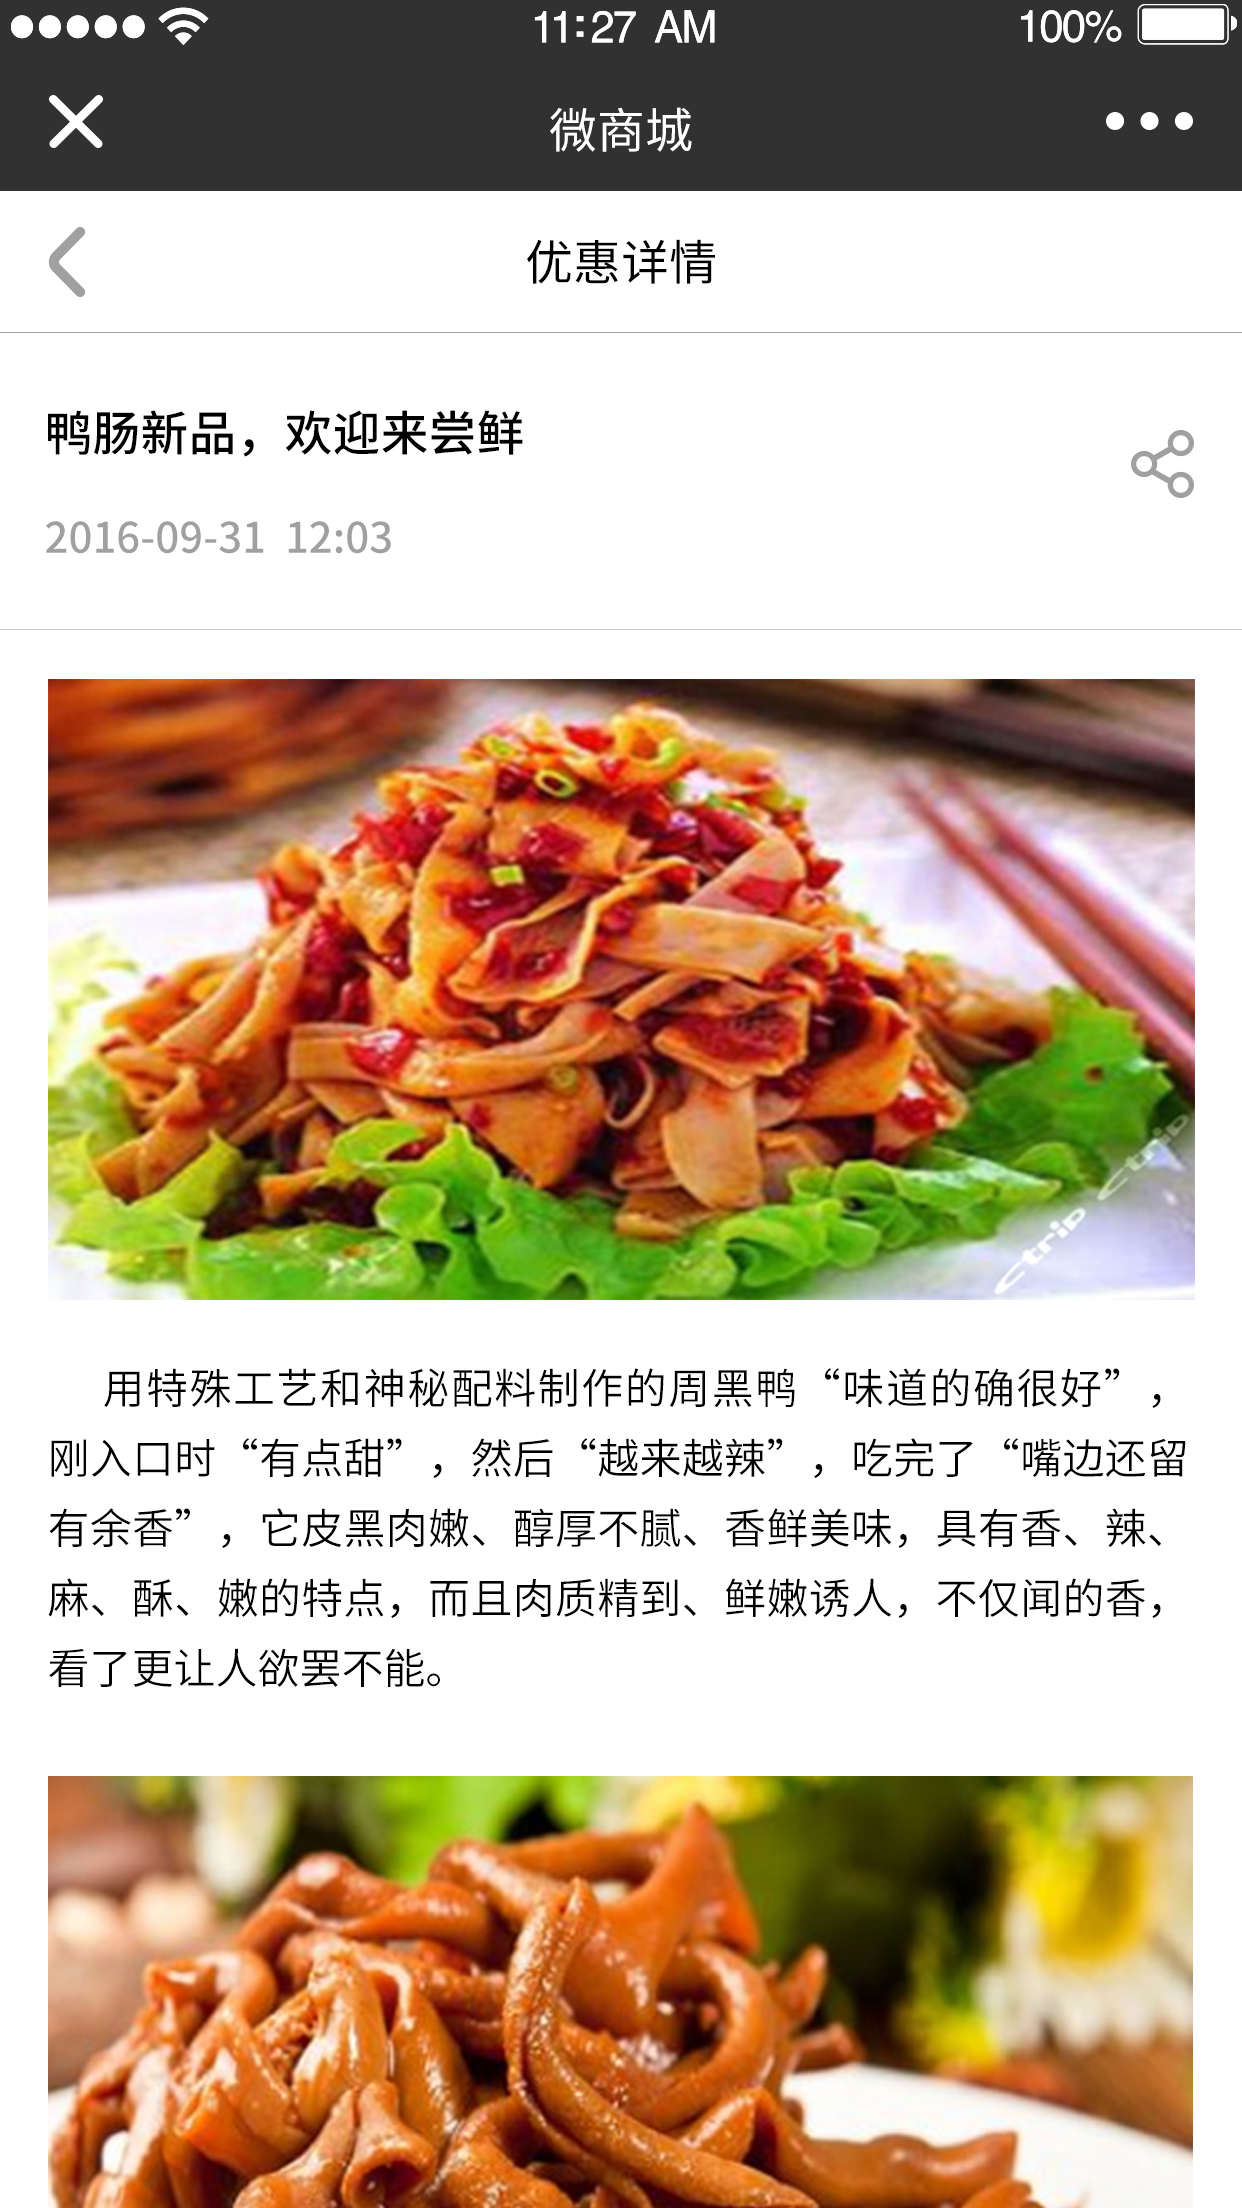 11:27 AM 100%
微商城
优惠详情
鸭肠新品，欢迎来尝鲜
2016-09-31 12:03
ctrip
ctrip
用特殊工艺和神秘配料制作的周黑鸭“味道的确很好”，
刚入口时“有点甜”，然后“越来越辣”，吃完了“嘴边还留
有余香”，它皮黑肉嫩、醇厚不腻、香鲜美味，具有香、辣、
麻、酥、嫩的特点，而且肉质精到、鲜嫩诱人，不仅闻的香，
看了更让人欲罢不能。